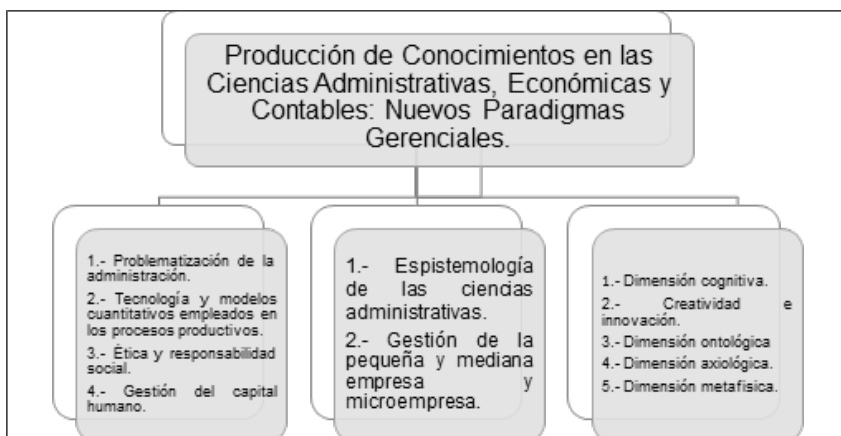 Producción de Conocimientos en las
Ciencias Administrativas, Económicas y
Contables: Nuevos Paradigmas
Gerenciales.
1.- Problematización de la
administración.
2.- Tecnología y modelos
cuantitativos empleados en
los procesos productivos.
3.- Ética y responsabilidad
social.
4.- Gestión del capital
humano.
1.- Espistemología
de las ciencias
administrativas.
2.- Gestión de la
pequeña y mediana
empresa y
microempresa.
1.- Dimensión cognitiva.
2.- Creatividad e
innovación.
3.- Dimensión ontológica
4.- Dimensión axiológica.
5.- Dimensión metafísica.